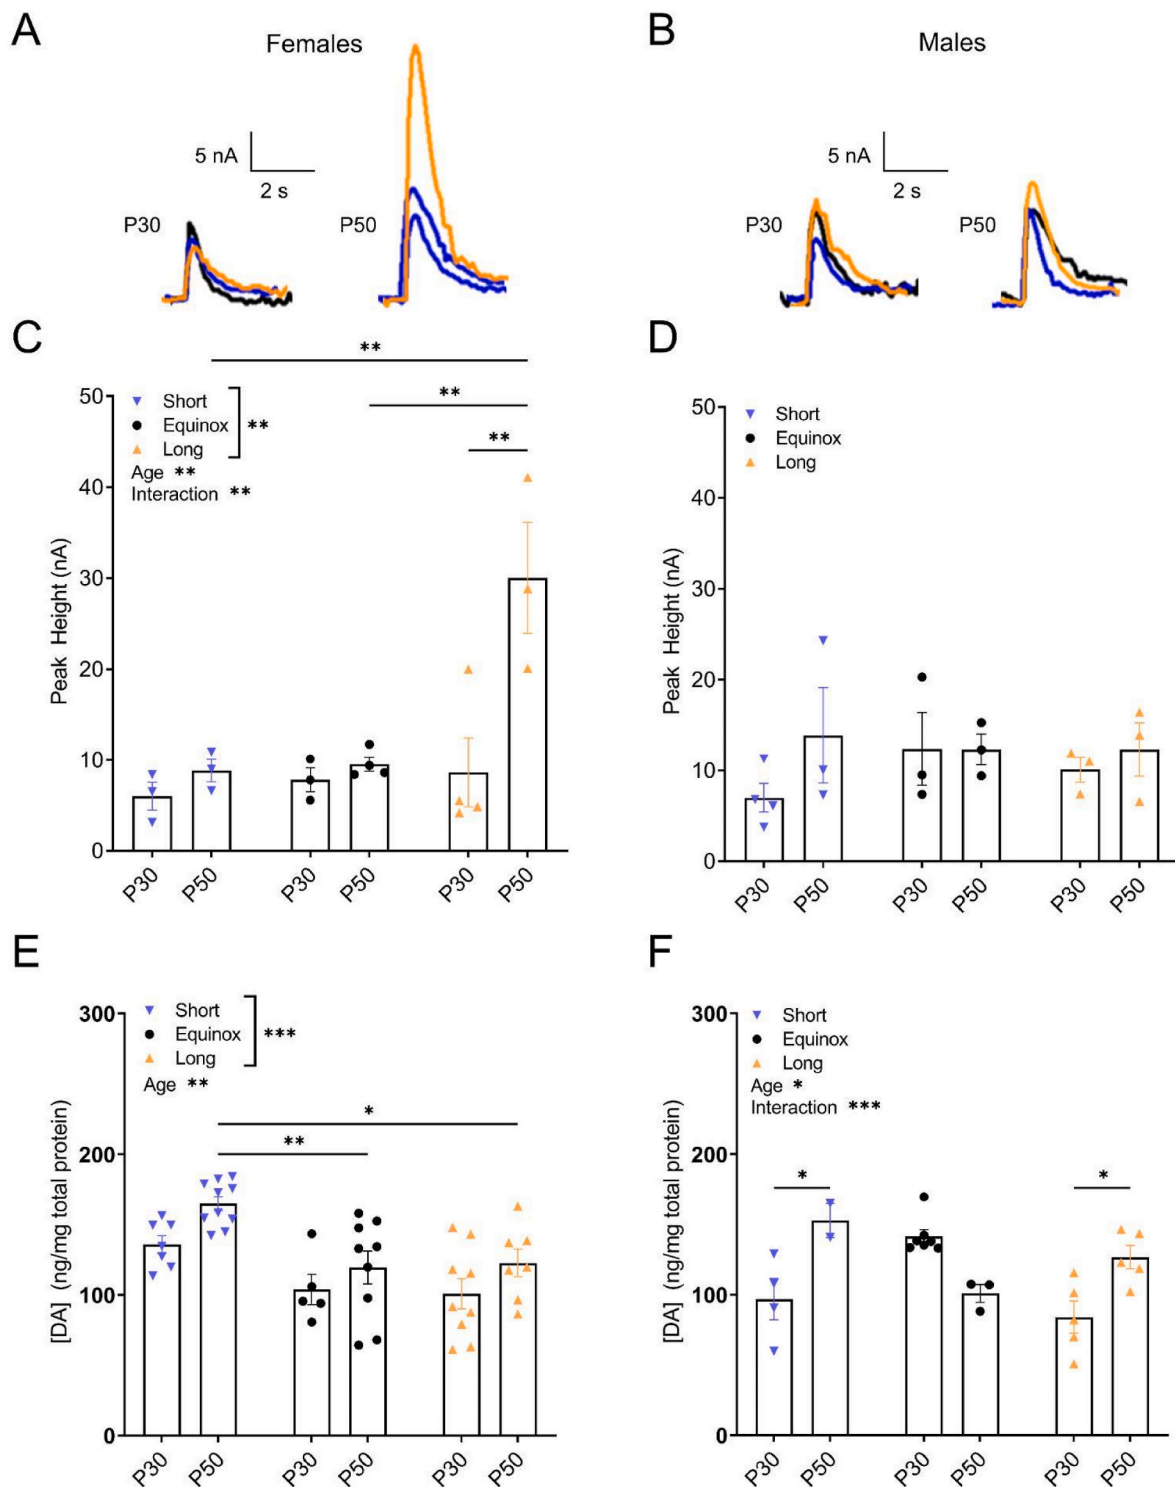 A
Females
5 nA
2 s
P30
P50
B
Males
5 nA
2 s
P30
P50
C
**
**
**
50
40
30
20
10
0
Peak Height (nA)
Short
Equinox
Long
**
Age **
Interaction **
P30
P50
P30
P50
P30
P50
D
50
40
30
20
10
0
Peak Height (nA)
Short
Equinox
Long
P30
P50
P30
P50
P30
P50
E
300
200
100
0
[DA] (ng/mg total protein)
Short
Equinox
Long
***
Age **
*
**
P30
P50
P30
P50
P30
P50
F
300
200
100
0
[DA] (ng/mg total protein)
Short
Equinox
Long
Age *
Interaction ***
*
*
P30
P50
P30
P50
P30
P50